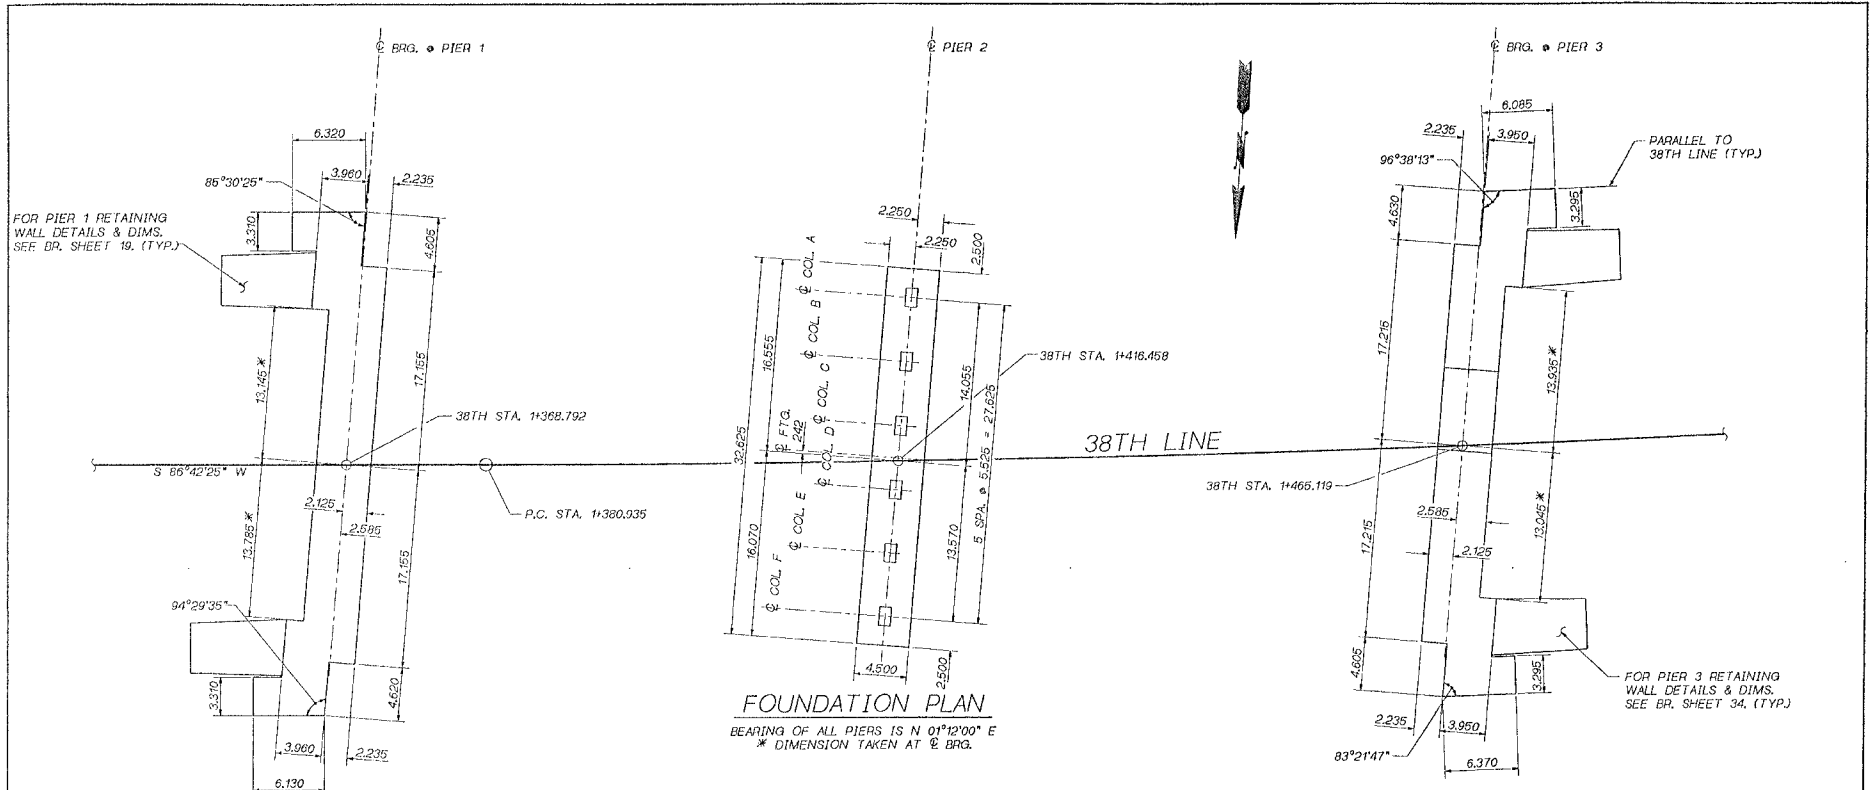 ℄ BRG. @ PIER 1
℄ PIER 2
℄ BRG. @ PIER 3
6.320
3.960
2.235
85°30'25"
FOR PIER 1 RETAINING
WALL DETAILS & DIMS.
SEE BR. SHEET 19. (TYP.)
3.310
4.605
13.145*
17.155
38TH STA. 1+368.792
S 86°42'25" W
2.125
2.585
P.C. STA. 1+380.935
13.785*
17.155
94°29'35"
3.310
4.620
3.960
2.235
6.130
N
2.250
2.250
2.500
℄ COL. A
℄ COL. B
℄ COL. C
℄ FTG.
.242
℄ COL. D
℄ COL. E
℄ COL. F
32.625
16.555
16.070
14.055
13.570
5 SPA. @ 5.525 = 27.625
38TH STA. 1+416.458
38TH LINE
4.500
2.500
FOUNDATION PLAN
BEARING OF ALL PIERS IS N 01°12'00" E
* DIMENSION TAKEN AT ℄ BRG.
6.085
2.235
3.950
PARALLEL TO
38TH LINE (TYP.)
96°38'13"
4.630
3.295
17.215
13.935*
38TH STA. 1+465.119
2.585
2.125
17.215
13.045*
4.605
3.295
FOR PIER 3 RETAINING
WALL DETAILS & DIMS.
SEE BR. SHEET 34. (TYP.)
2.235
3.950
83°21'47"
6.370